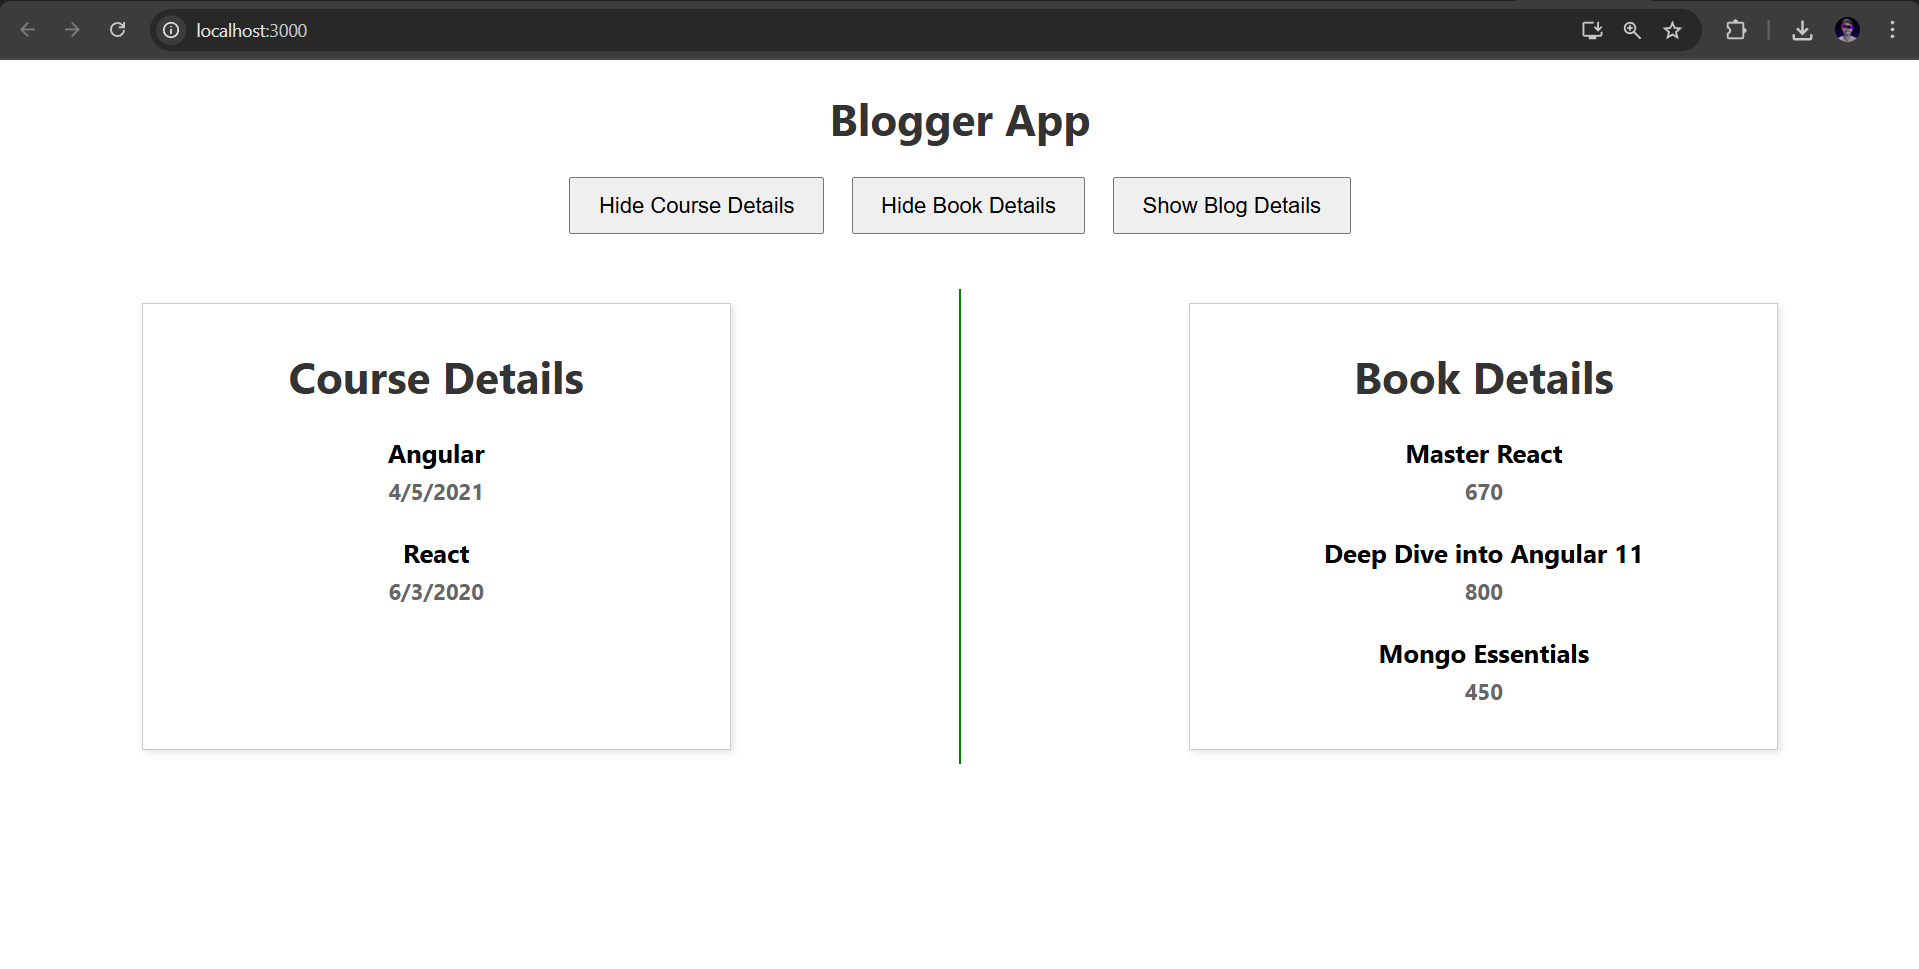 localhost:3000
Blogger App
Hide Course Details
Hide Book Details
Show Blog Details
Course Details
Angular
4/5/2021
React
6/3/2020
Book Details
Master React
670
Deep Dive into Angular 11
800
Mongo Essentials
450